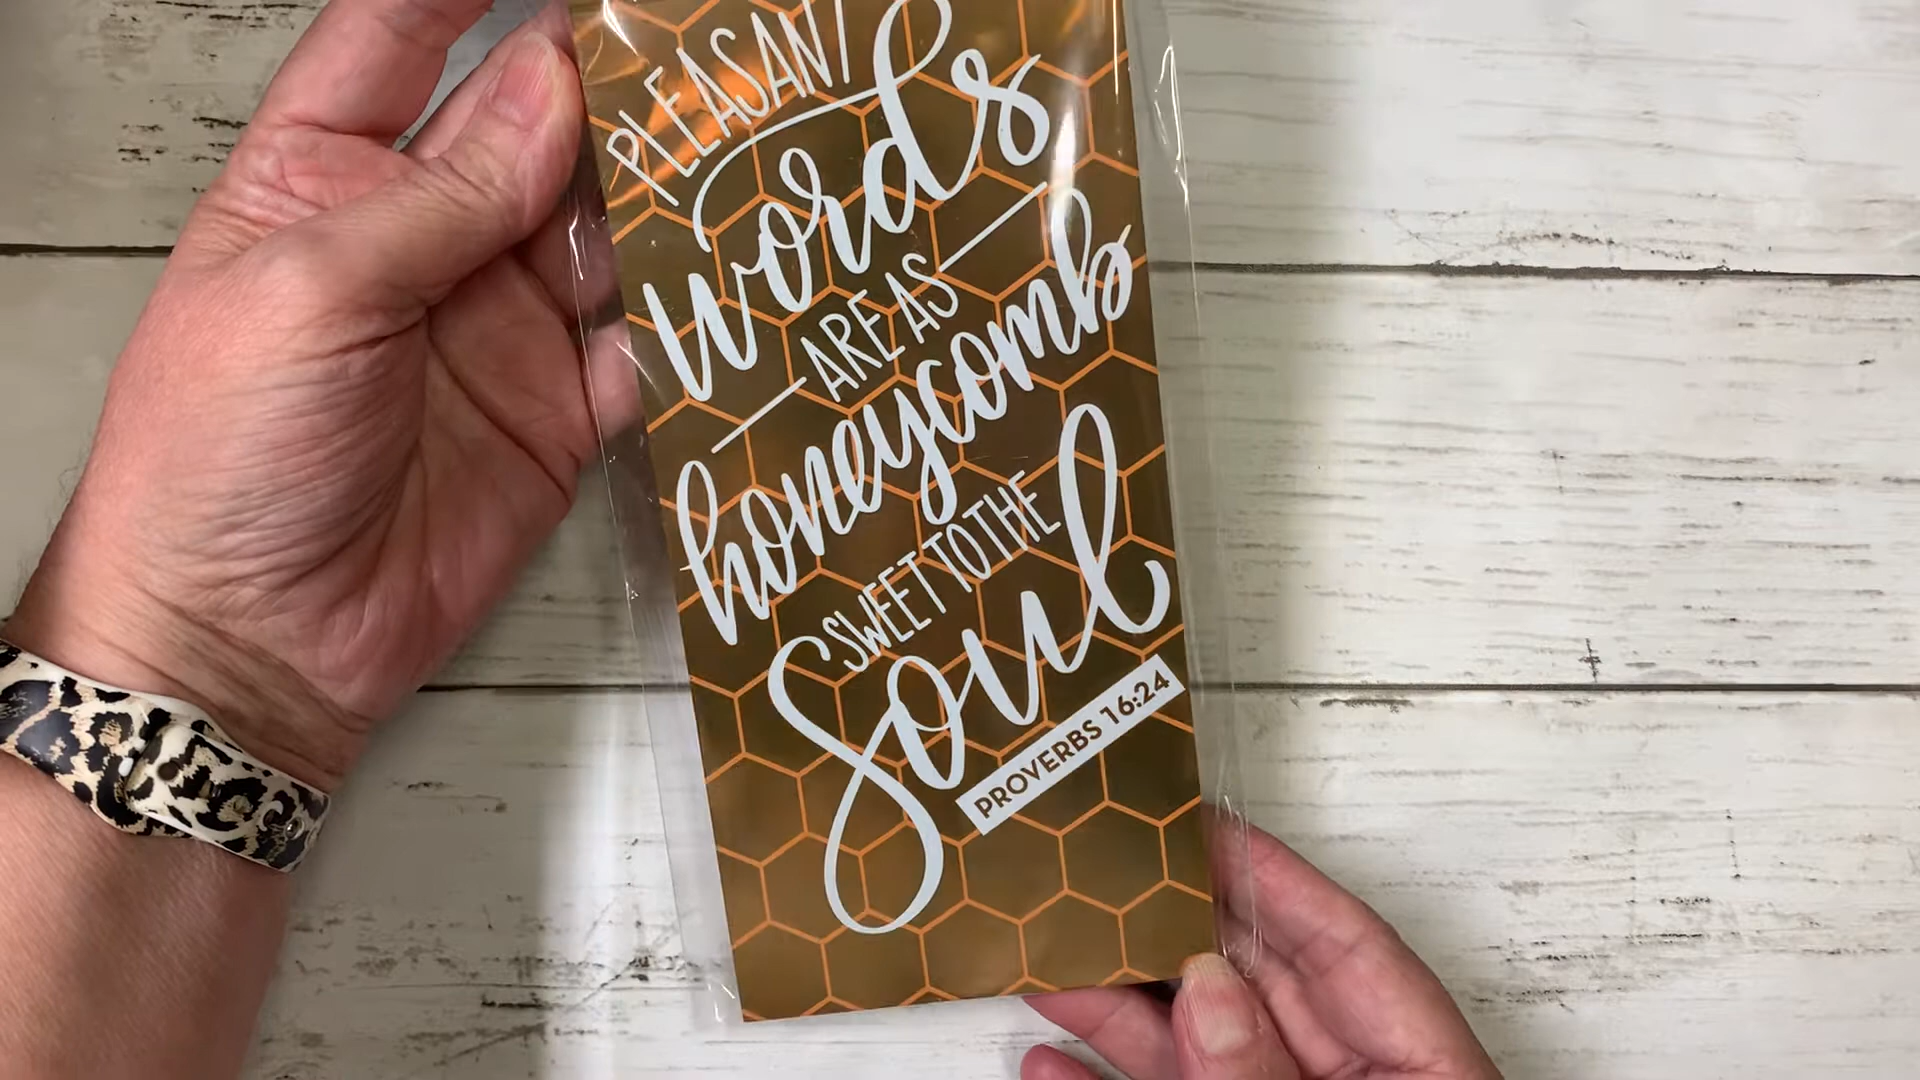 PLEASANT
words
ARE AS
honeycomb
SWEET TO THE
Soul
PROVERBS 16:24